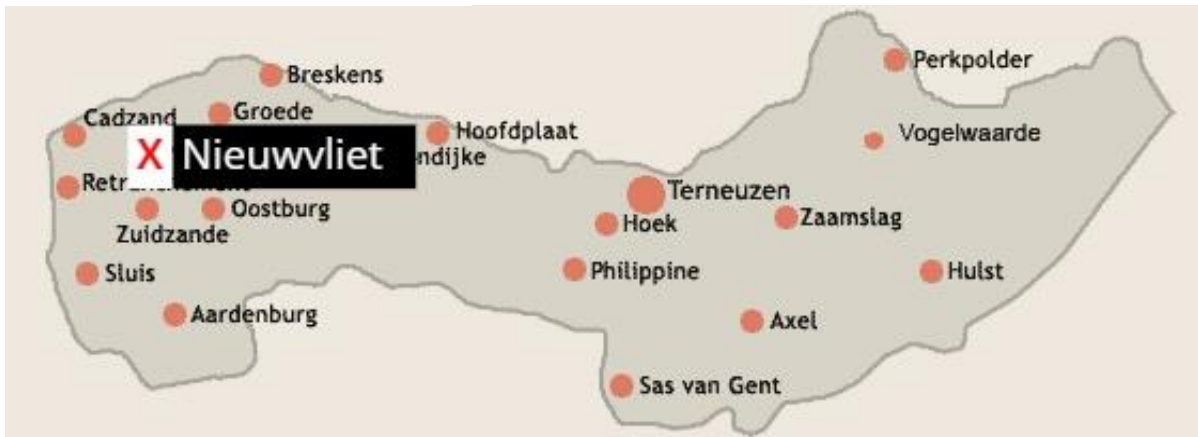 Breskens
Perkpolder
Groede
Cadzand
Hoofdplaat
Vogelwaarde
X Nieuwvliet
Terneuzen
Oostburg
Zaamslag
Hoek
Zuidzande
Sluis
Philippine
Hulst
Aardenburg
Axel
Sas van Gent